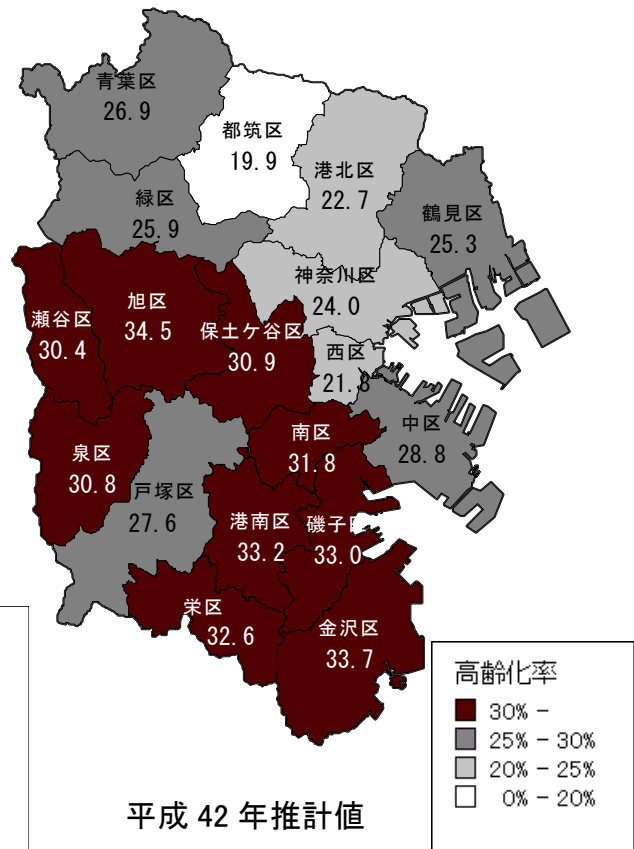 青葉区
26.9
都筑区
19.9
港北区
22.7
緑区
25.9
鶴見区
25.3
神奈川区
24.0
瀬谷区
30.4
旭区
34.5
保土ケ谷区
30.9
西区
21.8
中区
28.8
南区
31.8
泉区
30.8
戸塚区
27.6
港南区
33.2
磯子区
33.0
栄区
32.6
金沢区
33.7
高齢化率
30% -
25% - 30%
20% - 25%
0% - 20%
平成 42 年推計値